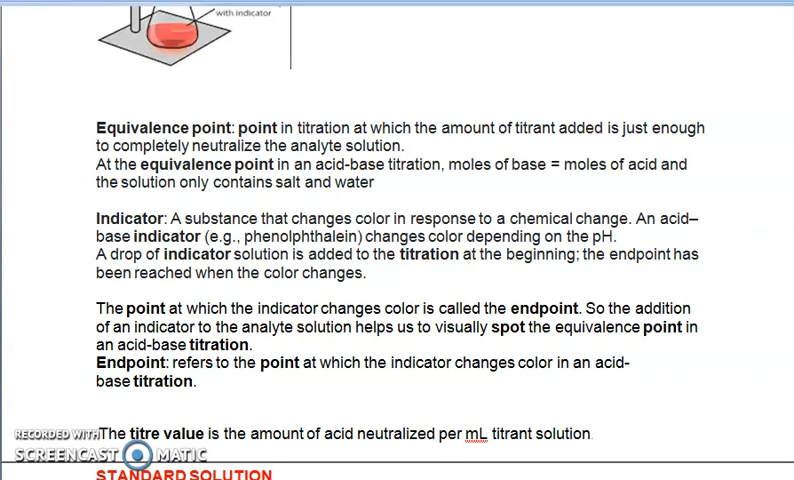 with indicator
Equivalence point: point in titration at which the amount of titrant added is just enough
to completely neutralize the analyte solution.
At the equivalence point in an acid-base titration, moles of base = moles of acid and
the solution only contains salt and water
Indicator: A substance that changes color in response to a chemical change. An acid–
base indicator (e.g., phenolphthalein) changes color depending on the pH.
A drop of indicator solution is added to the titration at the beginning; the endpoint has
been reached when the color changes.
The point at which the indicator changes color is called the endpoint. So the addition
of an indicator to the analyte solution helps us to visually spot the equivalence point in
an acid-base titration.
Endpoint: refers to the point at which the indicator changes color in an acid-
base titration.
RECORDED WITH
The titre value is the amount of acid neutralized per mL titrant solution.
SCREENCAST MATIC
STANDARD SOLUTION